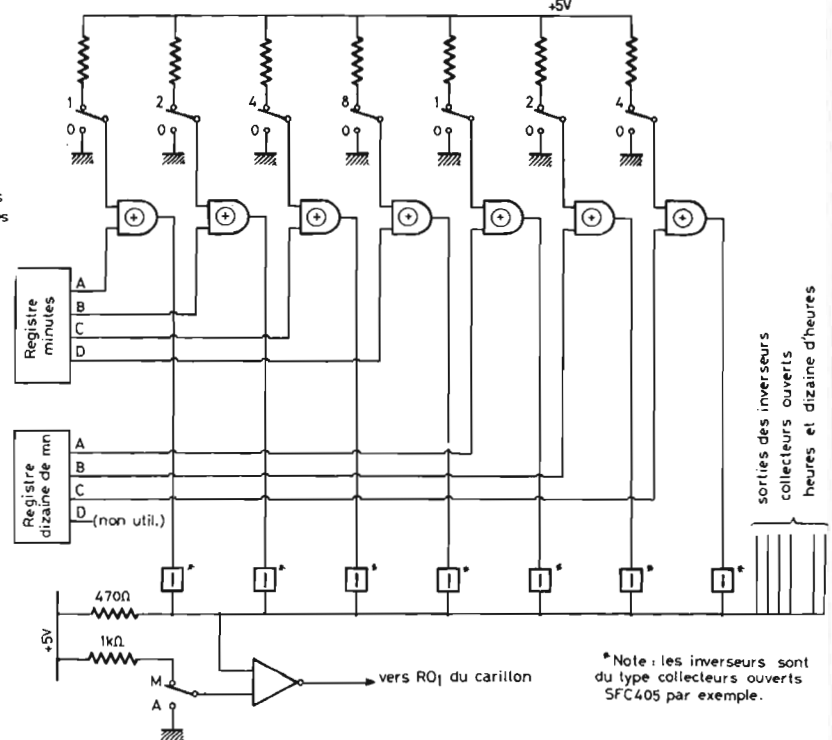 +5V
1
2
4
8
1
2
4
0
0
0
0
0
0
0
s
s
+
+
+
+
+
+
+
Registre
minutes
A
B
C
D
Registre
dizaine de mn
A
B
C
D (non util.)
sorties des inverseurs
collecteurs ouverts
heures et dizaine d'heures
I * I * I * I * I * I * I *
470Ω
+5V
1kΩ
M
A
vers RO1 du carillon
*Note : les inverseurs sont
du type collecteurs ouverts
SFC405 par exemple.